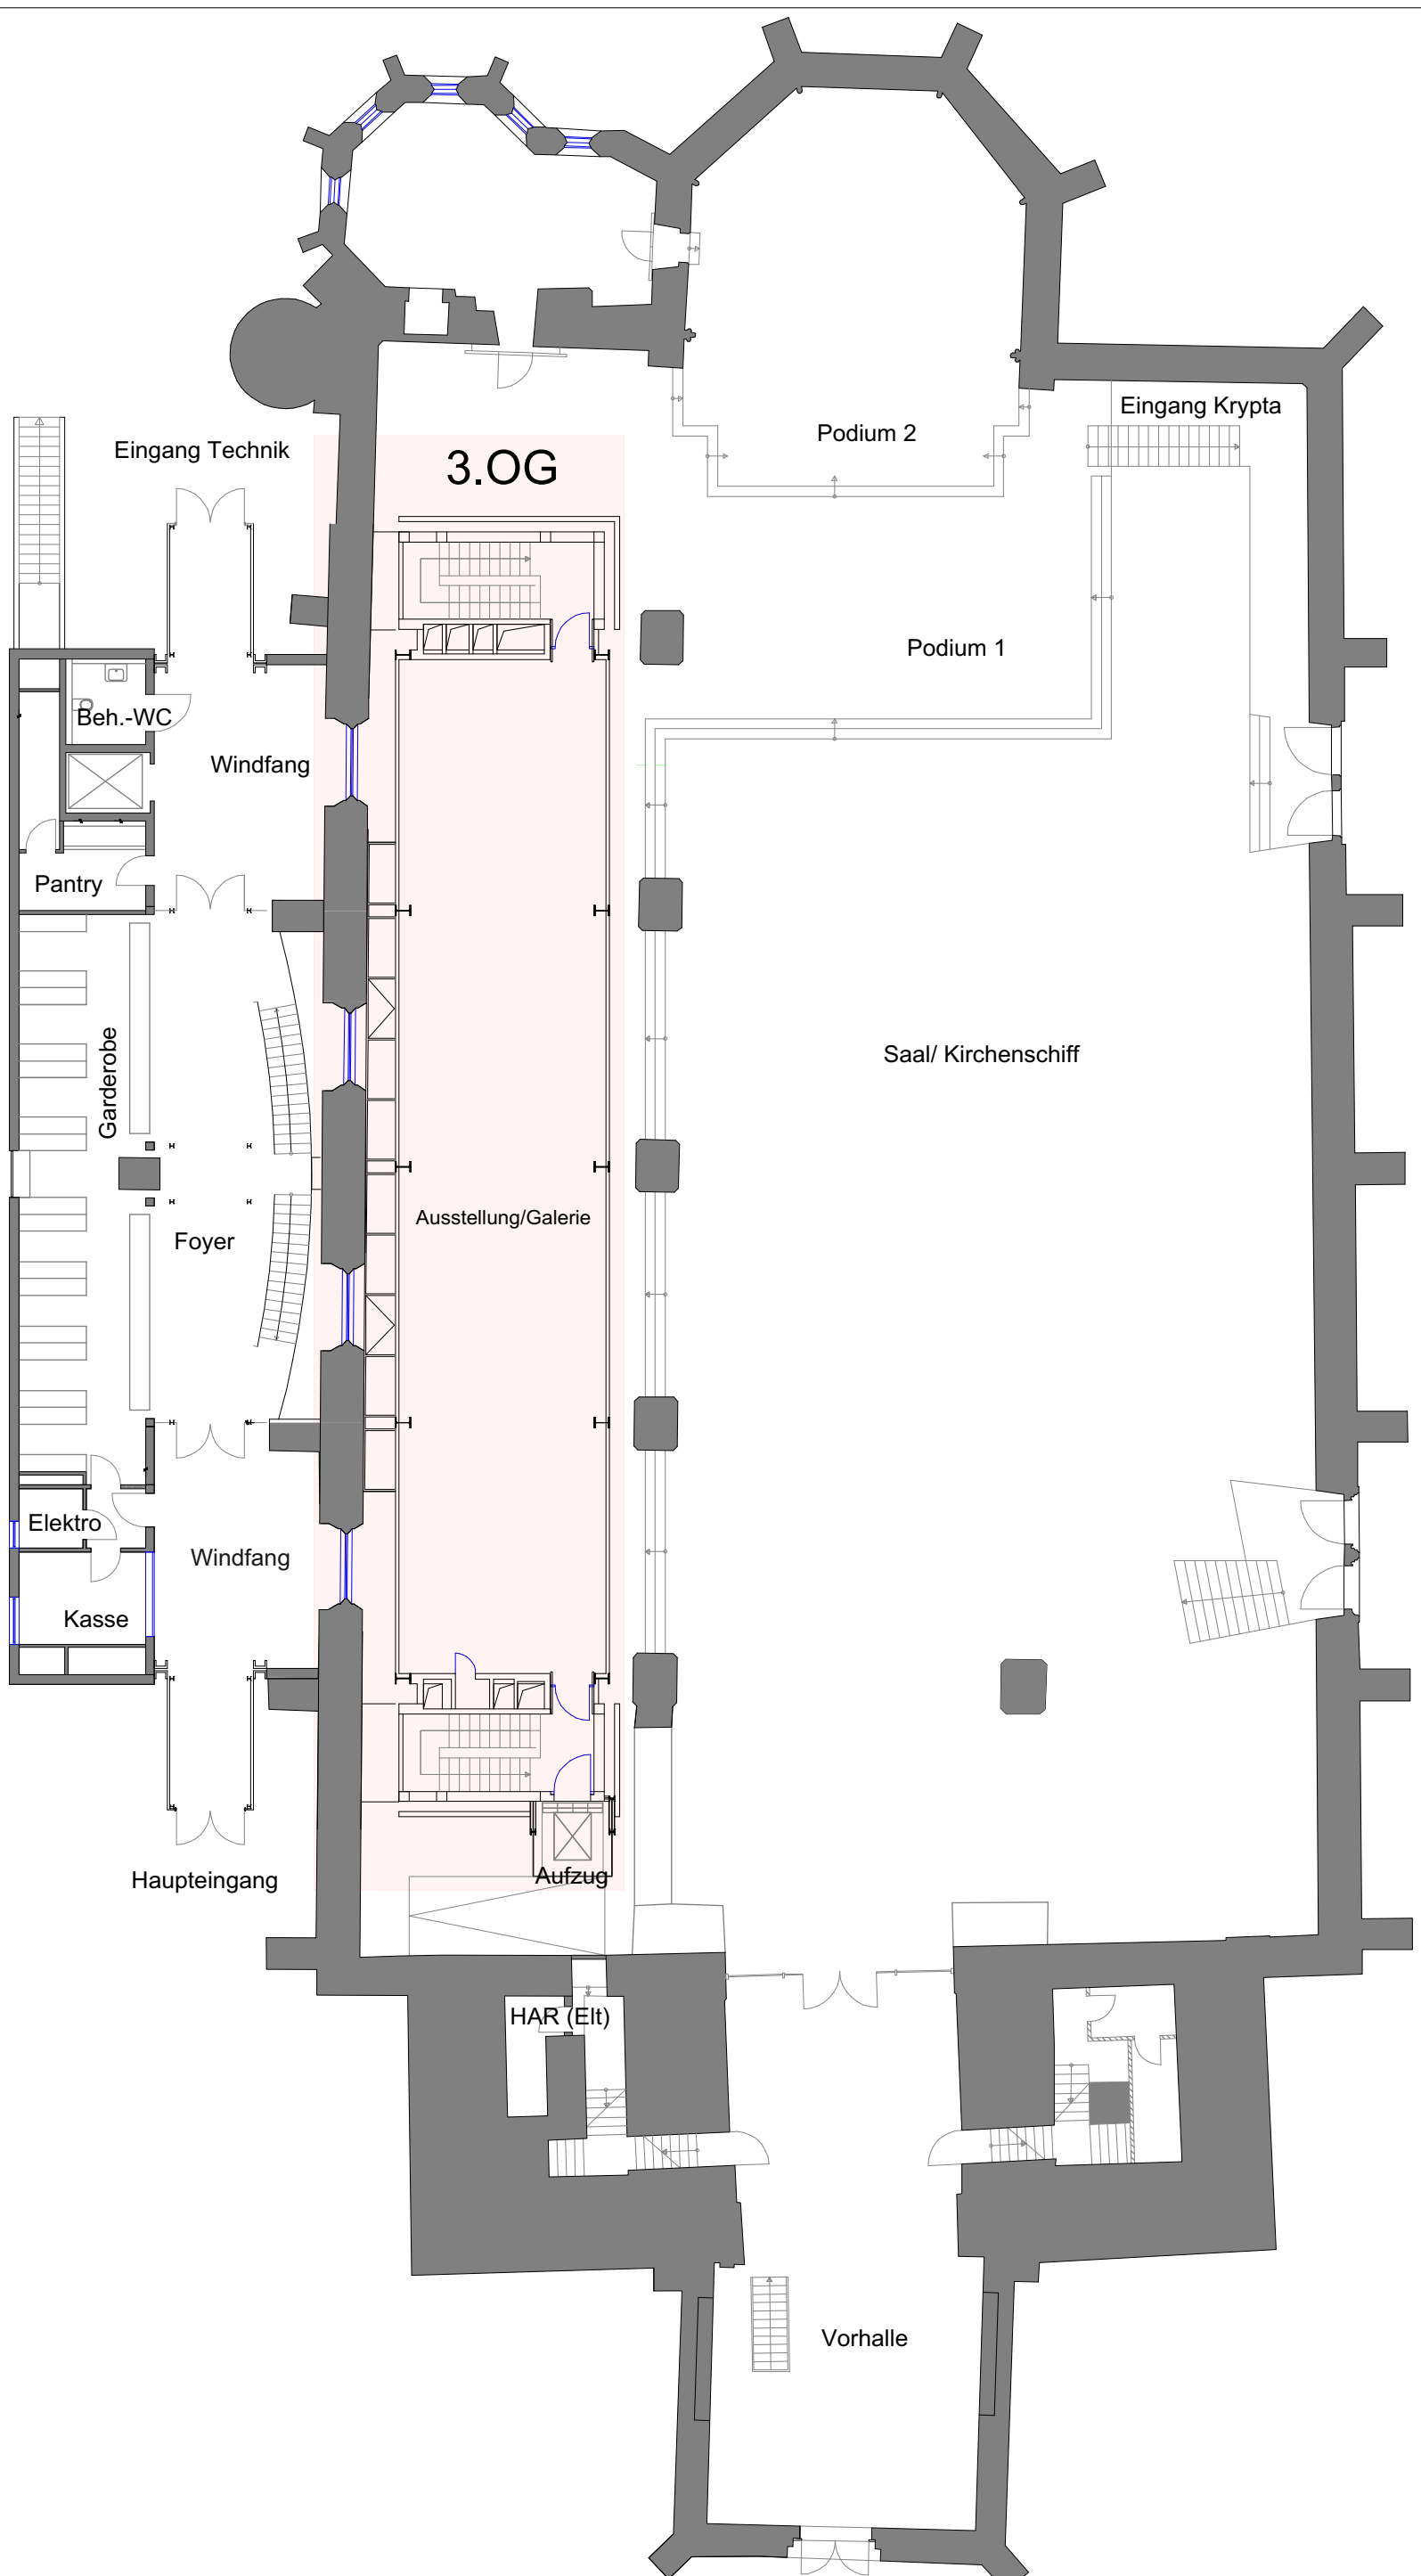 Eingang Krypta
Podium 2
Eingang Technik
3.OG
Podium 1
Beh.-WC
Windfang
Pantry
Saal/ Kirchenschiff
Garderobe
Ausstellung/Galerie
Foyer
Elektro
Windfang
Kasse
Aufzug
Haupteingang
HAR (Elt)
Vorhalle